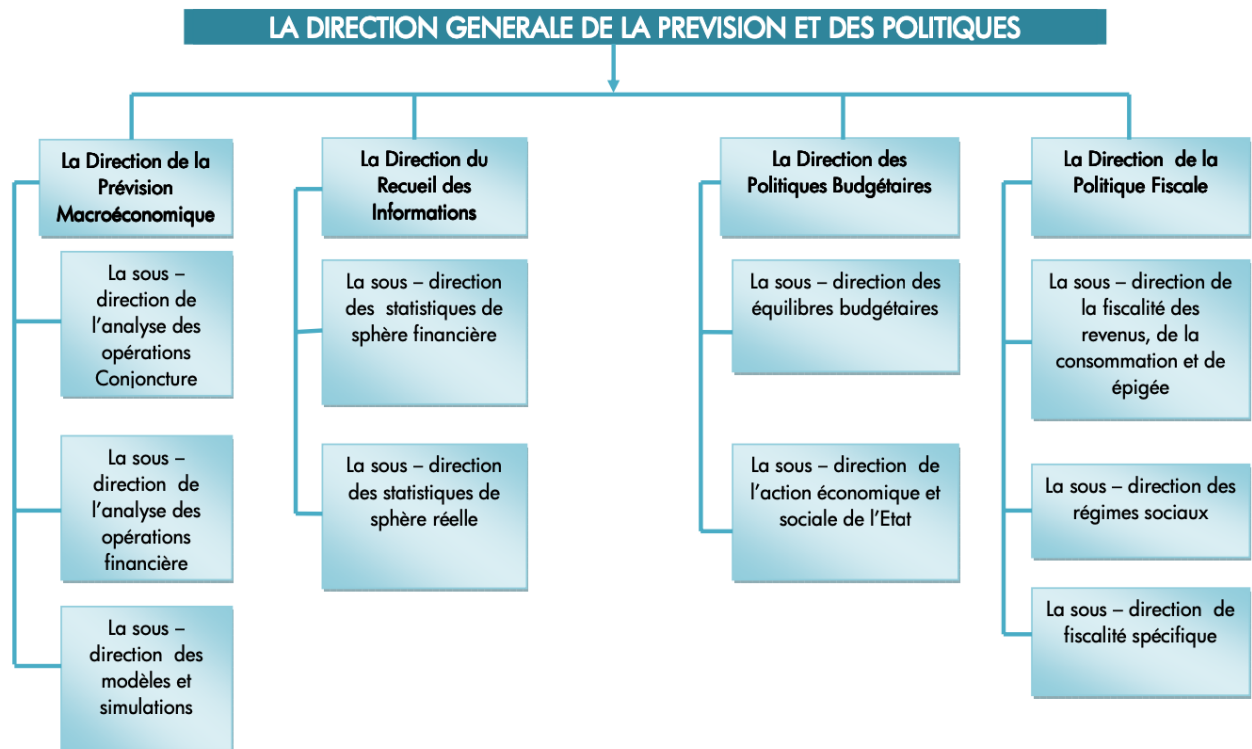 LA DIRECTION GENERALE DE LA PREVISION ET DES POLITIQUES
La Direction de la
Prévision
Macroéconomique
La sous –
direction de
l'analyse des
opérations
Conjoncture
La sous –
direction de
l'analyse des
opérations
financière
La sous –
direction des
modèles et
simulations
La Direction du
Recueil des
Informations
La sous – direction
des statistiques de
sphère financière
La sous – direction
des statistiques de
sphère réelle
La Direction des
Politiques Budgétaires
La sous – direction des
équilibres budgétaires
La sous – direction de
l'action économique et
sociale de l'Etat
La Direction de la
Politique Fiscale
La sous – direction de
la fiscalité des
revenus, de la
consommation et de
épigée
La sous – direction des
régimes sociaux
La sous – direction de
fiscalité spécifique